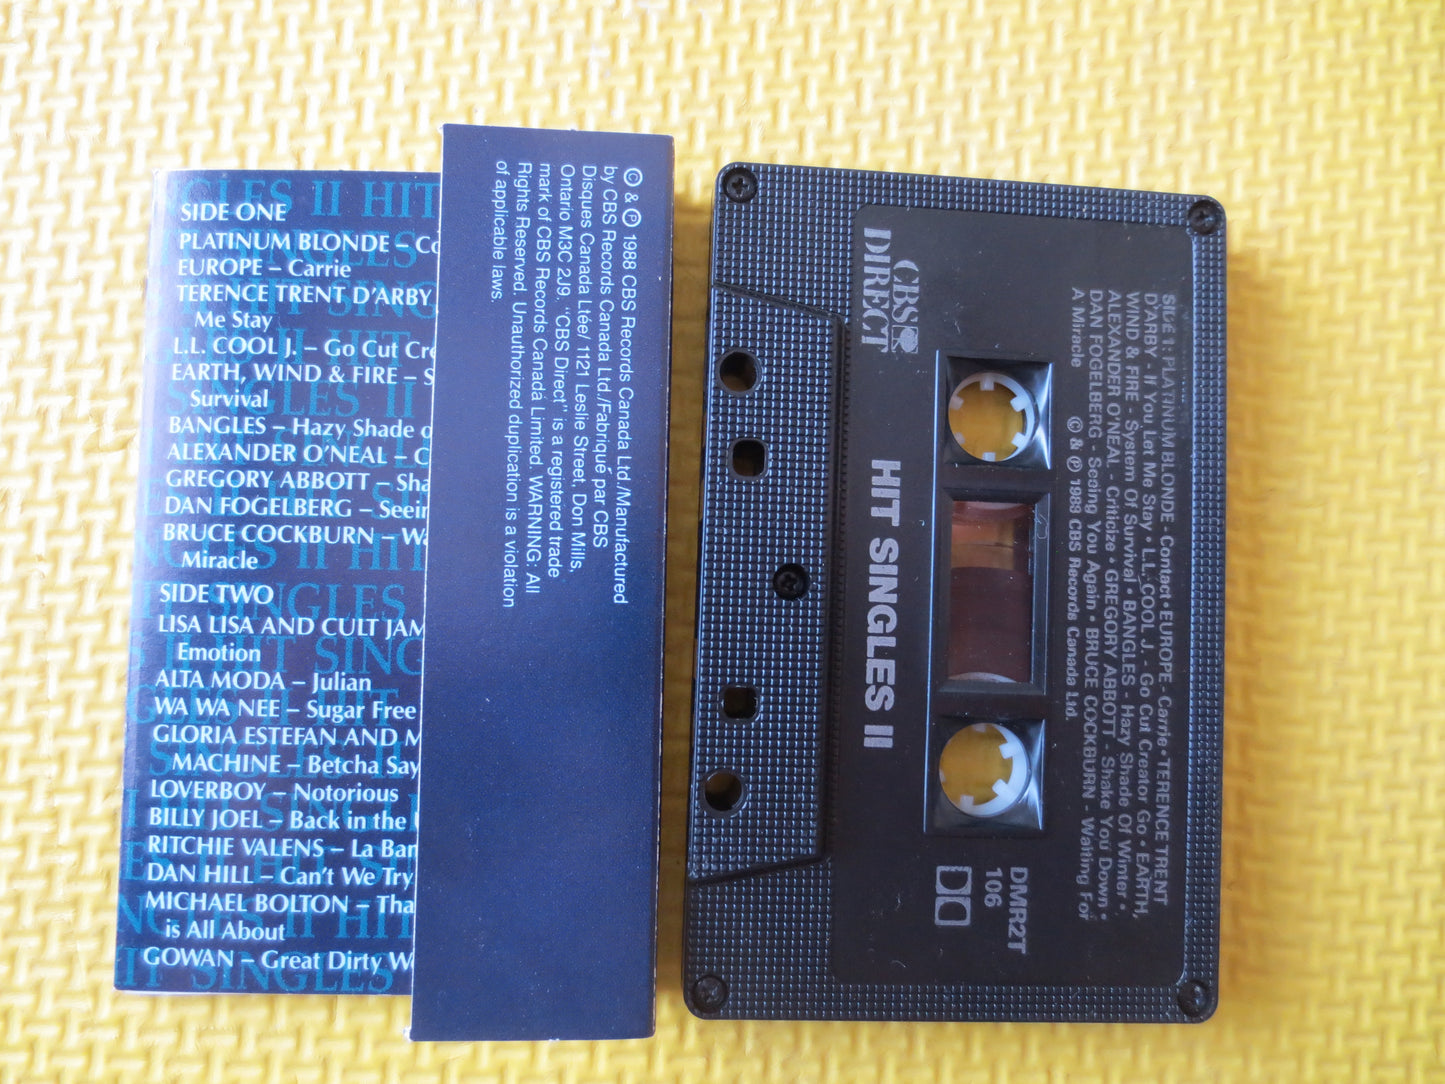 SIDE ONE
PLATINUM BLONDE – Co
EUROPE – Carrie
TERENCE TRENT D'ARBY
Me Stay
L.L. COOL J. – Go Cut Cre
EARTH, WIND & FIRE – S
Survival
BANGLES – Hazy Shade o
ALEXANDER O'NEAL – C
GREGORY ABBOTT – Sha
DAN FOGELBERG – Seein
BRUCE COCKBURN – Wa
Miracle
SIDE TWO
LISA LISA AND CULT JAM
Emotion
ALTA MODA – Julian
WA WA NEE – Sugar Free
GLORIA ESTEFAN AND M
MACHINE – Betcha Say
LOVERBOY – Notorious
BILLY JOEL – Back in the U
RITCHIE VALENS – La Bam
DAN HILL – Can't We Try
MICHAEL BOLTON – Tha
is All About
GOWAN – Great Dirty Wo
© & ℗ 1988 CBS Records Canada Ltd./Manufactured
by CBS Records Canada Ltd./Fabriqué par CBS
Disques Canada Ltée/ 1121 Leslie Street, Don Mills,
Ontario M3C 2J9. "CBS Direct" is a registered trade
mark of CBS Records Canada Limited. WARNING: All
Rights Reserved. Unauthorized duplication is a violation
of applicable laws.
CBS
DIRECT
SIDE 1: PLATINUM BLONDE - Contact • EUROPE - Carrie • TERENCE TRENT
D'ARBY - If You Let Me Stay • L.L. COOL J. - Go Cut Creator Go • EARTH,
WIND & FIRE - System Of Survival • BANGLES - Hazy Shade Of Winter •
ALEXANDER O'NEAL - Criticize • GREGORY ABBOTT - Shake You Down •
DAN FOGELBERG - Seeing You Again • BRUCE COCKBURN - Waiting For
A Miracle
© & ℗ 1988 CBS Records Canada Ltd.
HIT SINGLES II
DMR2T
106